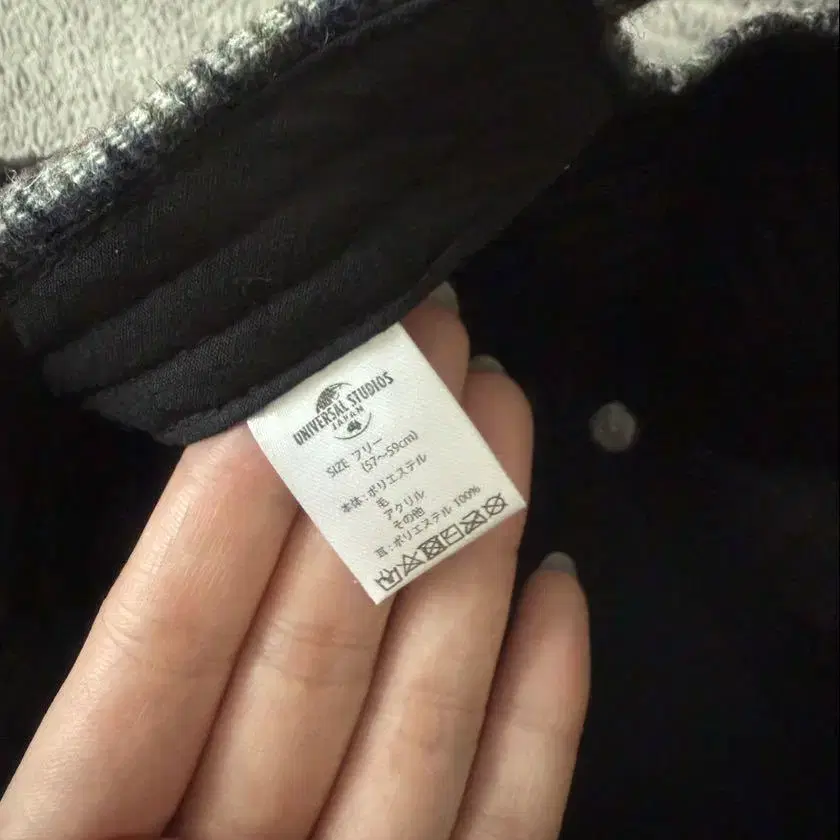 UNIVERSAL STUDIOS
JAPAN
SIZE フリー
(57~59cm)
本体:ポリエステル
毛
アクリル
その他
耳:ポリエステル 100%